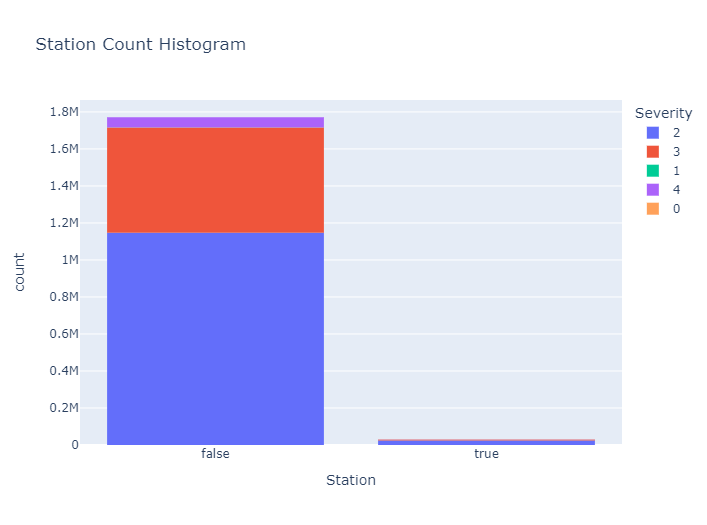 Station Count Histogram
Severity
2
3
1
4
0
count
1.8M
1.6M
1.4M
1.2M
1M
0.8M
0.6M
0.4M
0.2M
0
false
true
Station